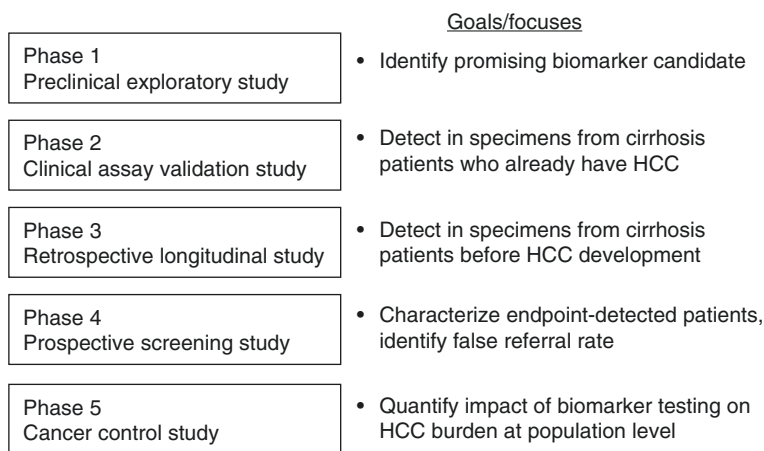 Goals/focuses
Phase 1
Preclinical exploratory study
• Identify promising biomarker candidate
Phase 2
Clinical assay validation study
• Detect in specimens from cirrhosis
patients who already have HCC
Phase 3
Retrospective longitudinal study
• Detect in specimens from cirrhosis
patients before HCC development
Phase 4
Prospective screening study
• Characterize endpoint-detected patients,
identify false referral rate
Phase 5
Cancer control study
• Quantify impact of biomarker testing on
HCC burden at population level